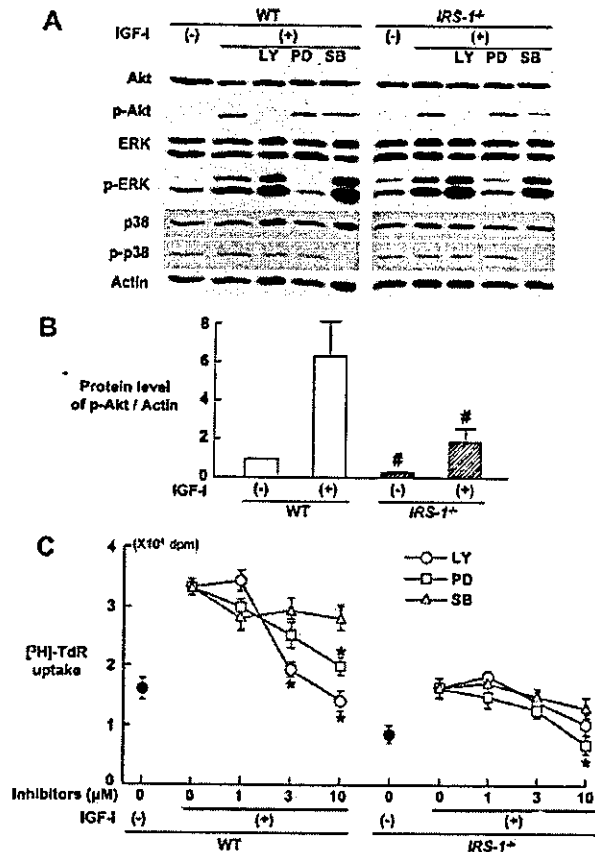 A
WT IRS-1-/-
IGF-I (-) (+) (-) (+)
LY PD SB LY PD SB
Akt
p-Akt
ERK
p-ERK
p38
p-p38
Actin
B
8
6
4
2
0
Protein level
of p-Akt / Actin
# #
IGF-I (-) (+) (-) (+)
WT IRS-1-/-
C
(X10⁴ dpm)
4
3
2
1
0
[³H]-TdR
uptake
LY
PD
SB
* * * *
Inhibitors (μM) 0 0 1 3 10 0 0 1 3 10
IGF-I (-) (+) (-) (+)
WT IRS-1-/-